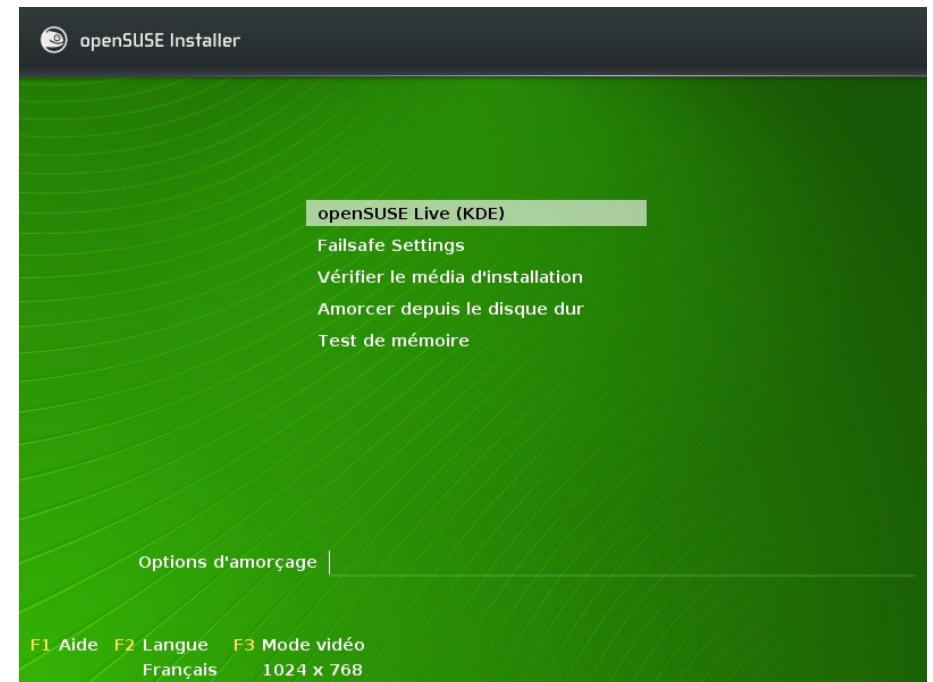 openSUSE Installer
openSUSE Live (KDE)
Failsafe Settings
Vérifier le média d'installation
Amorcer depuis le disque dur
Test de mémoire
Options d'amorçage
F1 Aide F2 Langue F3 Mode vidéo
Français 1024 x 768